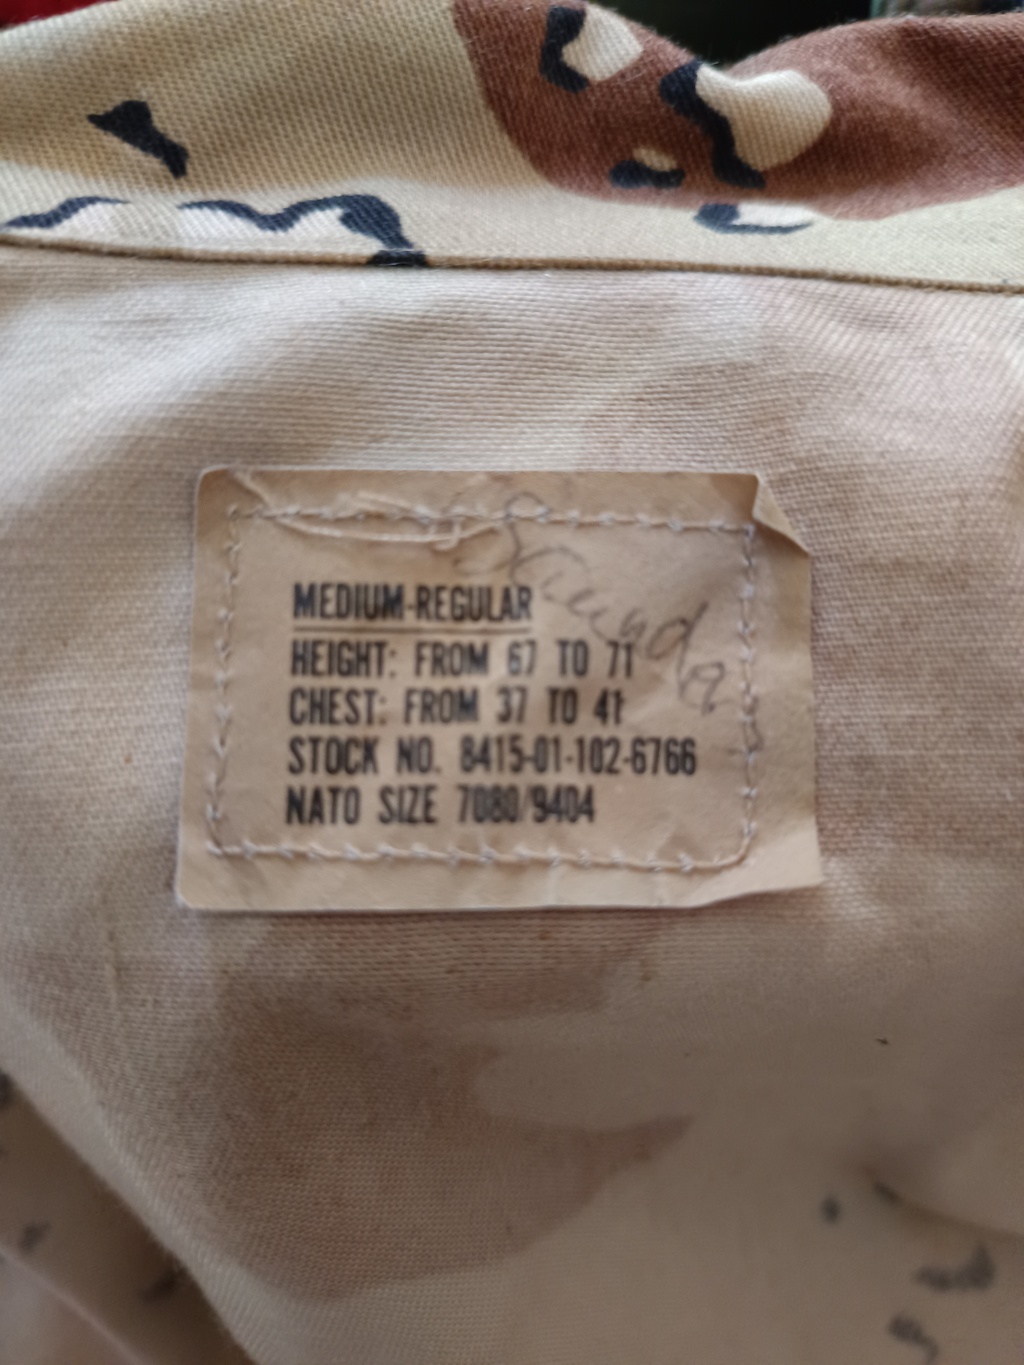 MEDIUM-REGULAR
HEIGHT: FROM 67 TO 71
CHEST: FROM 37 TO 41
STOCK NO. 8415-01-102-6766
NATO SIZE 7080/9404